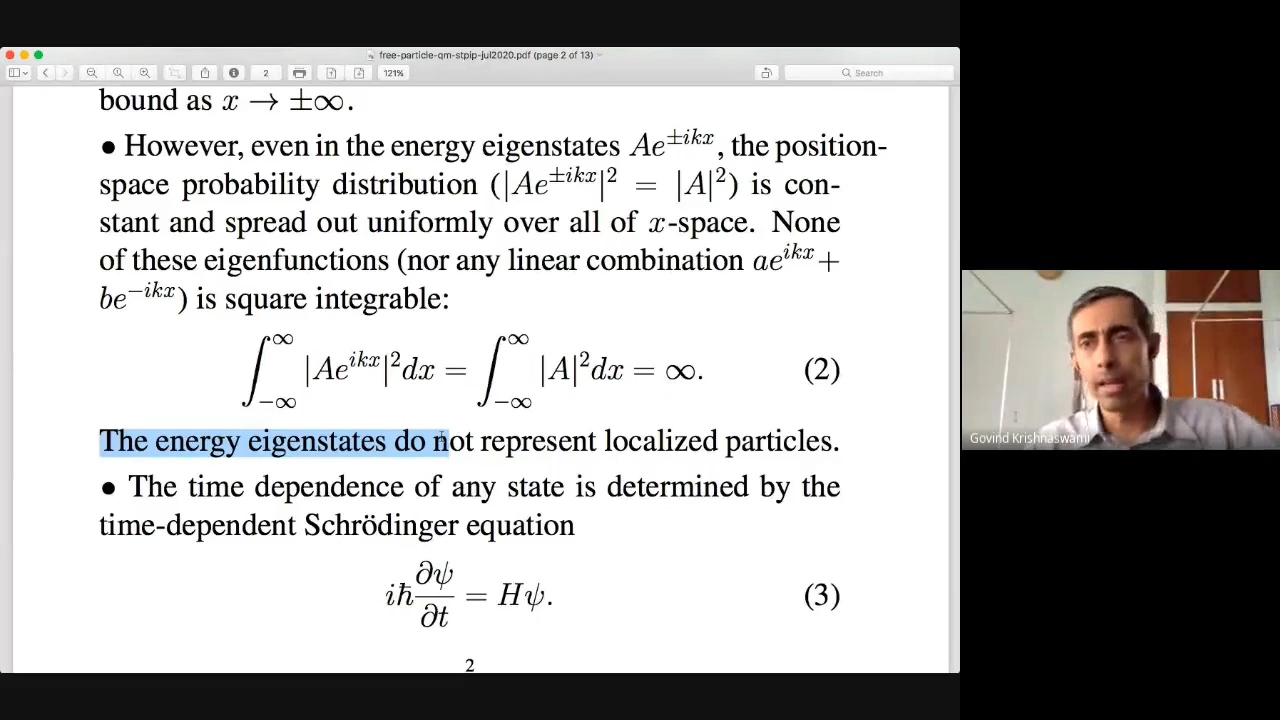 free-particle-qm-stpip-jul2020.pdf (page 2 of 13)
2
121%
Search
bound as x → ±∞.
● However, even in the energy eigenstates Ae^{±ikx}, the position-
space probability distribution (|Ae^{±ikx}|² = |A|²) is con-
stant and spread out uniformly over all of x-space. None
of these eigenfunctions (nor any linear combination ae^{ikx}+
be^{−ikx}) is square integrable:
∫_{−∞}^{∞} |Ae^{ikx}|²dx = ∫_{−∞}^{∞} |A|²dx = ∞. (2)
The energy eigenstates do not represent localized particles.
● The time dependence of any state is determined by the
time-dependent Schrödinger equation
iħ ∂ψ/∂t = Hψ. (3)
2
Govind Krishnaswami